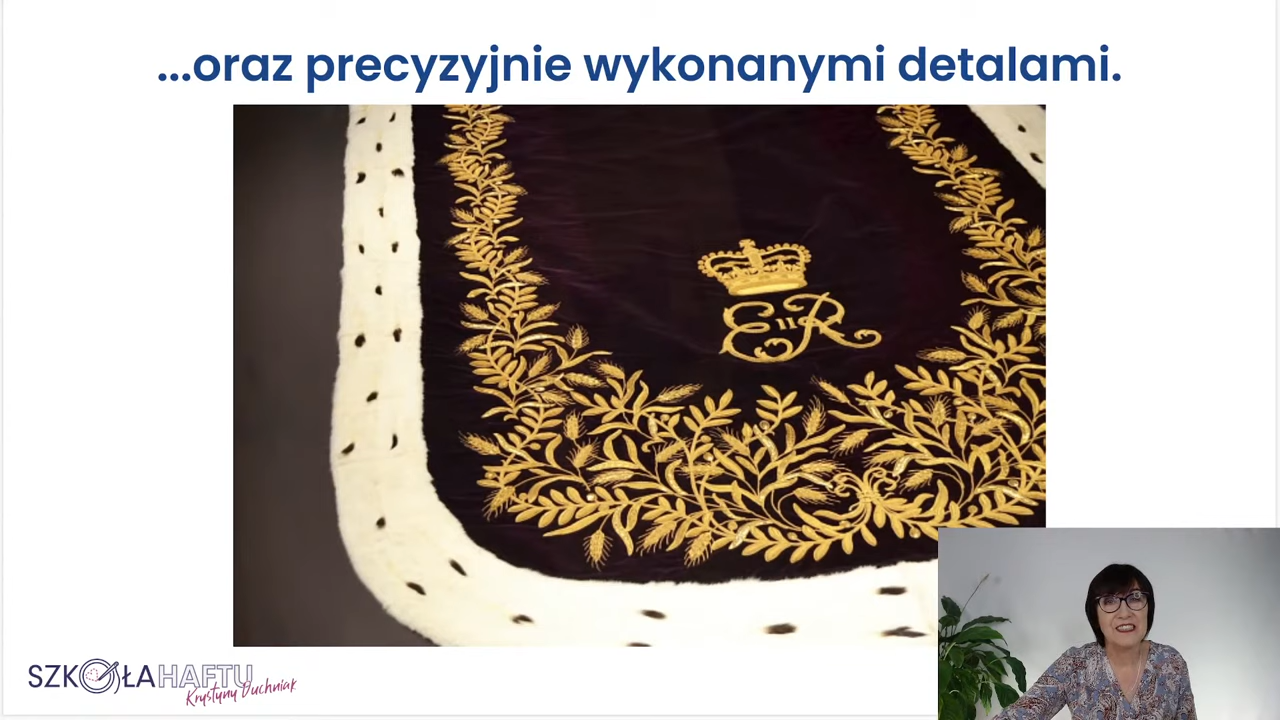 ...oraz precyzyjnie wykonanymi detalami.
E II R
SZKOŁA HAFTU
Krystyny Duchniak